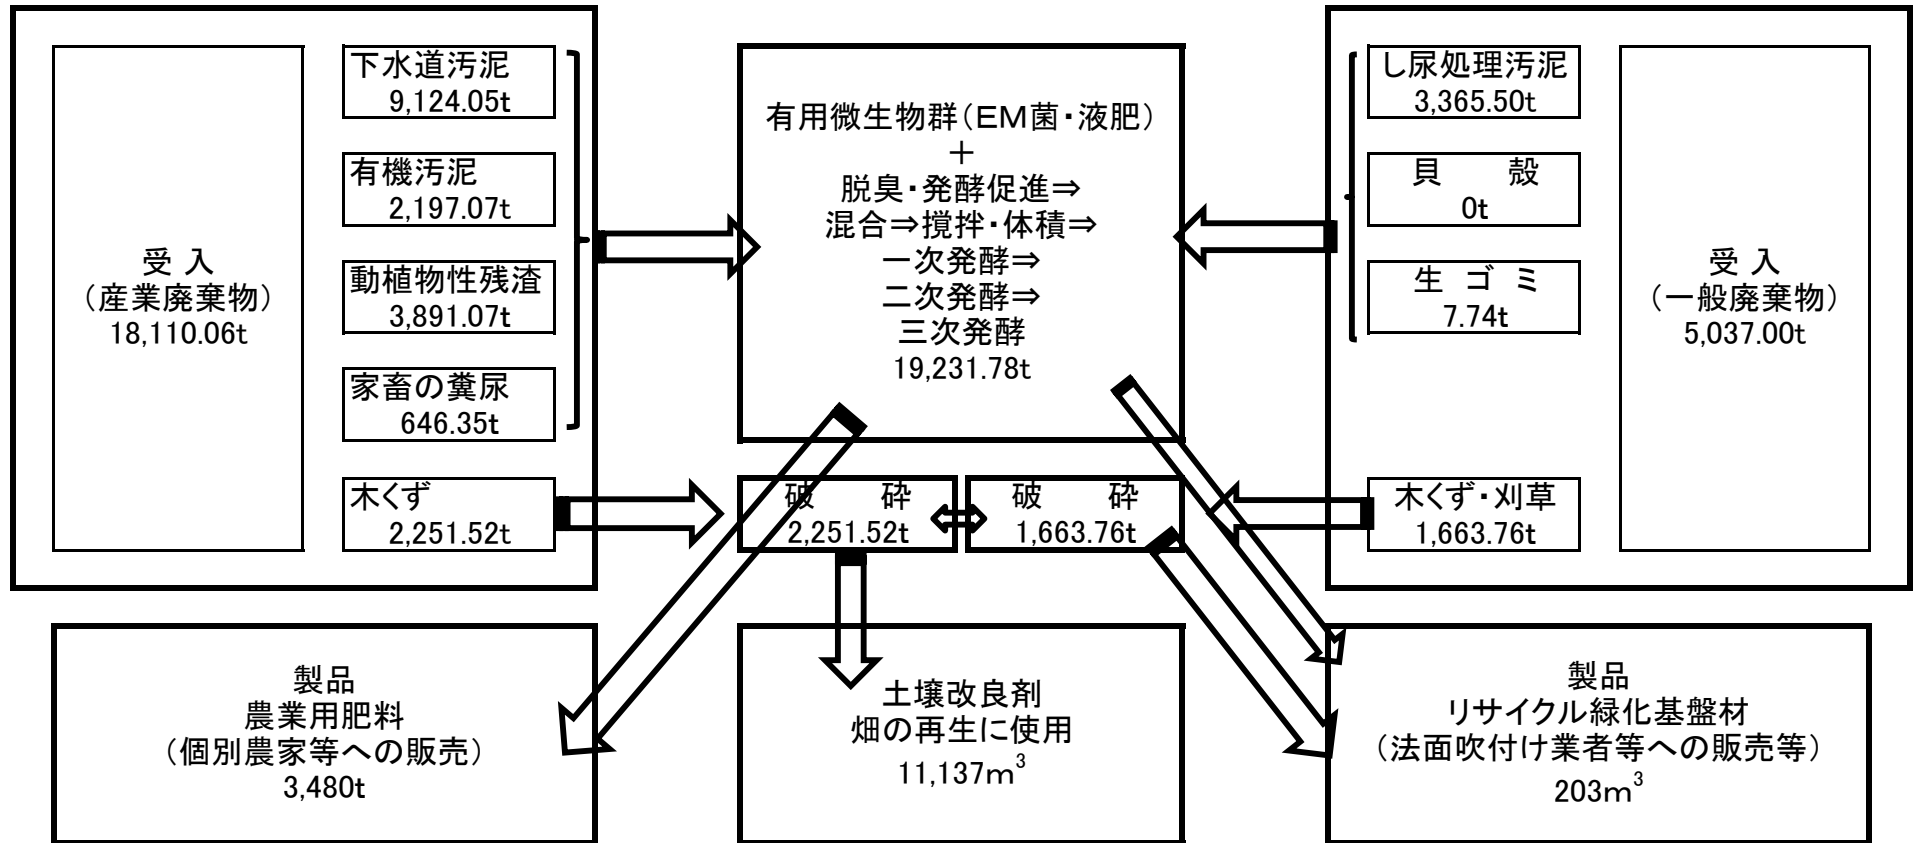 受 入
（産業廃棄物）
18,110.06t
下水道汚泥
9,124.05t
有機汚泥
2,197.07t
動植物性残渣
3,891.07t
家畜の糞尿
646.35t
木くず
2,251.52t
有用微生物群（EM菌・液肥）
＋
脱臭・発酵促進⇒
混合⇒撹拌・体積⇒
一次発酵⇒
二次発酵⇒
三次発酵
19,231.78t
破 砕
2,251.52t
破 砕
1,663.76t
し尿処理汚泥
3,365.50t
貝 殻
0t
生 ゴ ミ
7.74t
木くず・刈草
1,663.76t
受 入
（一般廃棄物）
5,037.00t
製品
農業用肥料
（個別農家等への販売）
3,480t
土壌改良剤
畑の再生に使用
11,137m³
製品
リサイクル緑化基盤材
（法面吹付け業者等への販売等）
203m³